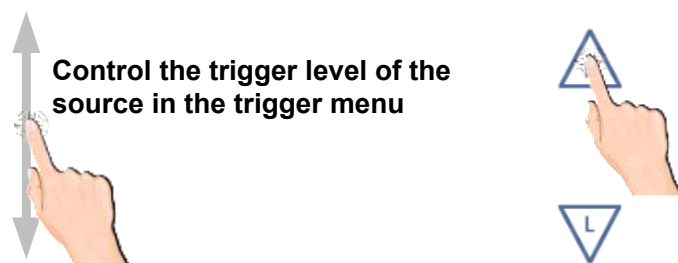 Control the trigger level of the
source in the trigger menu
L